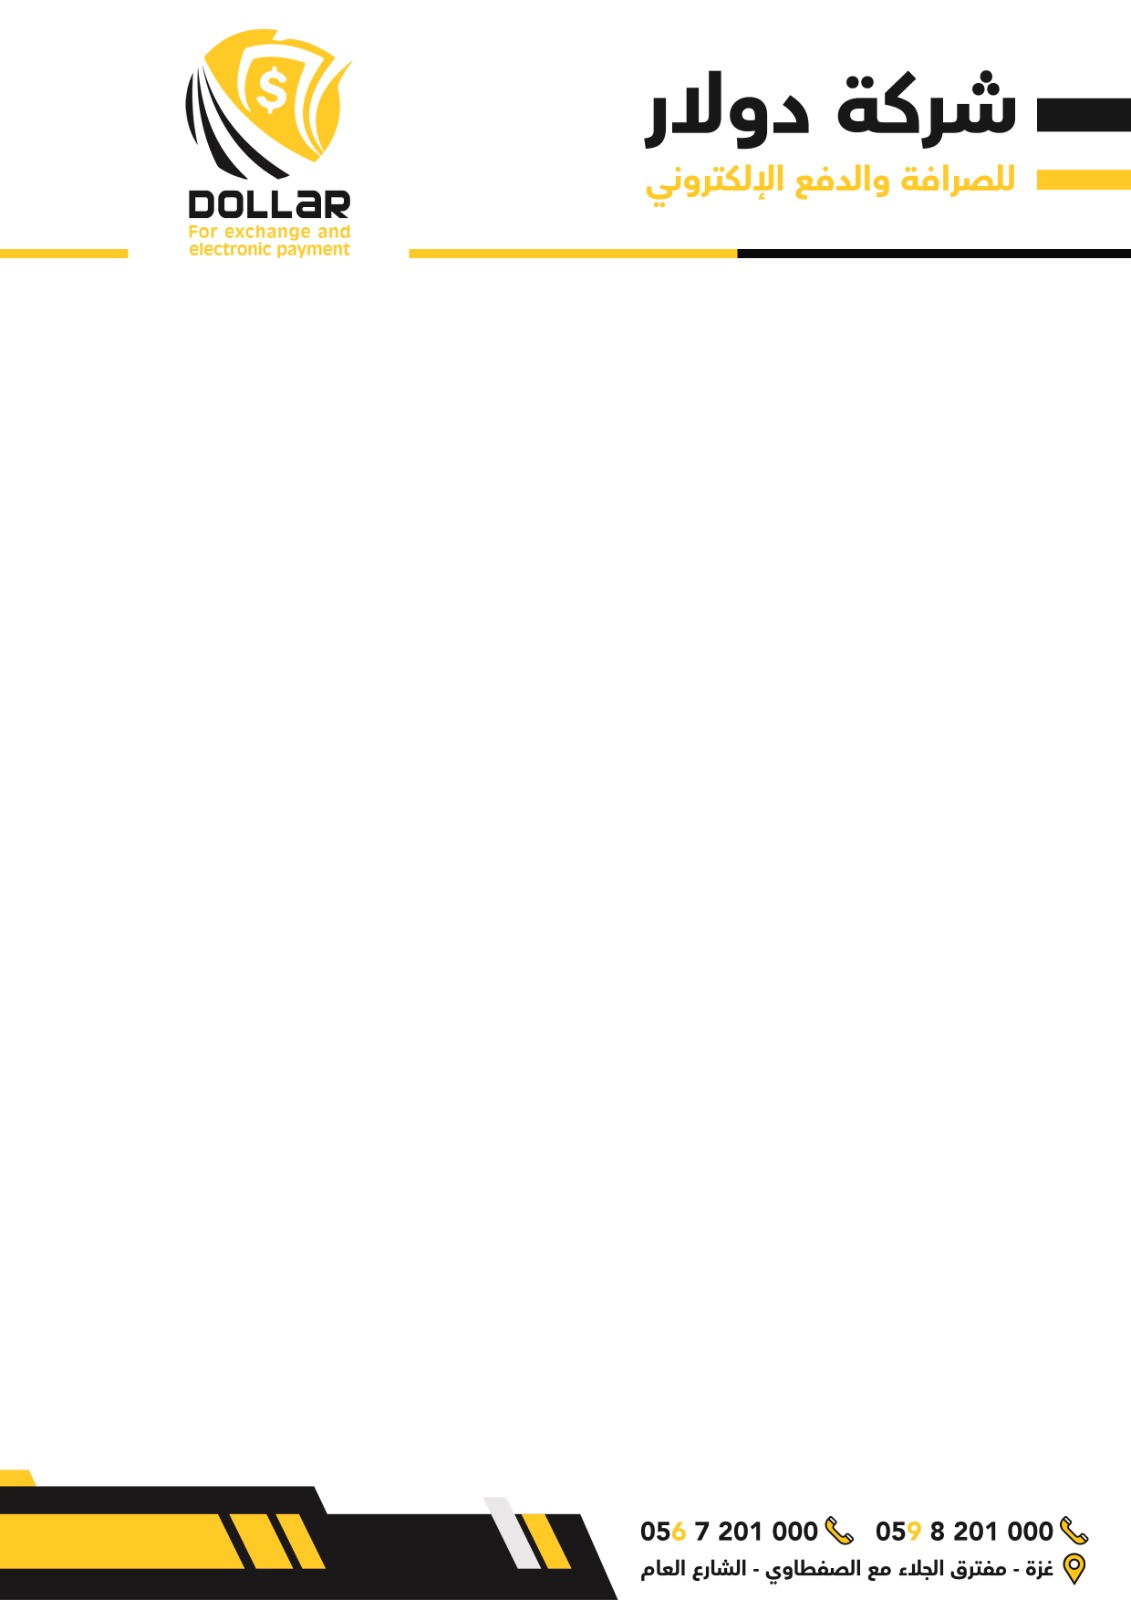 شركة دولار
للصرافة والدفع الإلكتروني
$
DOLLAR
For exchange and
electronic payment
059 8 201 000
056 7 201 000
غزة - مفترق الجلاء مع الصفطاوي - الشارع العام